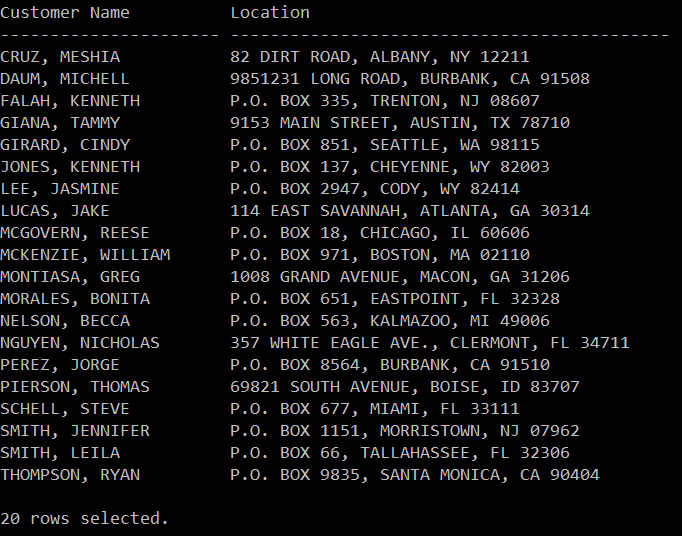 Customer Name          Location
---------------------- --------------------------------------------
CRUZ, MESHIA           82 DIRT ROAD, ALBANY, NY 12211
DAUM, MICHELL          9851231 LONG ROAD, BURBANK, CA 91508
FALAH, KENNETH         P.O. BOX 335, TRENTON, NJ 08607
GIANA, TAMMY           9153 MAIN STREET, AUSTIN, TX 78710
GIRARD, CINDY          P.O. BOX 851, SEATTLE, WA 98115
JONES, KENNETH         P.O. BOX 137, CHEYENNE, WY 82003
LEE, JASMINE           P.O. BOX 2947, CODY, WY 82414
LUCAS, JAKE            114 EAST SAVANNAH, ATLANTA, GA 30314
MCGOVERN, REESE        P.O. BOX 18, CHICAGO, IL 60606
MCKENZIE, WILLIAM      P.O. BOX 971, BOSTON, MA 02110
MONTIASA, GREG         1008 GRAND AVENUE, MACON, GA 31206
MORALES, BONITA        P.O. BOX 651, EASTPOINT, FL 32328
NELSON, BECCA          P.O. BOX 563, KALMAZOO, MI 49006
NGUYEN, NICHOLAS       357 WHITE EAGLE AVE., CLERMONT, FL 34711
PEREZ, JORGE           P.O. BOX 8564, BURBANK, CA 91510
PIERSON, THOMAS        69821 SOUTH AVENUE, BOISE, ID 83707
SCHELL, STEVE          P.O. BOX 677, MIAMI, FL 33111
SMITH, JENNIFER        P.O. BOX 1151, MORRISTOWN, NJ 07962
SMITH, LEILA           P.O. BOX 66, TALLAHASSEE, FL 32306
THOMPSON, RYAN         P.O. BOX 9835, SANTA MONICA, CA 90404
20 rows selected.